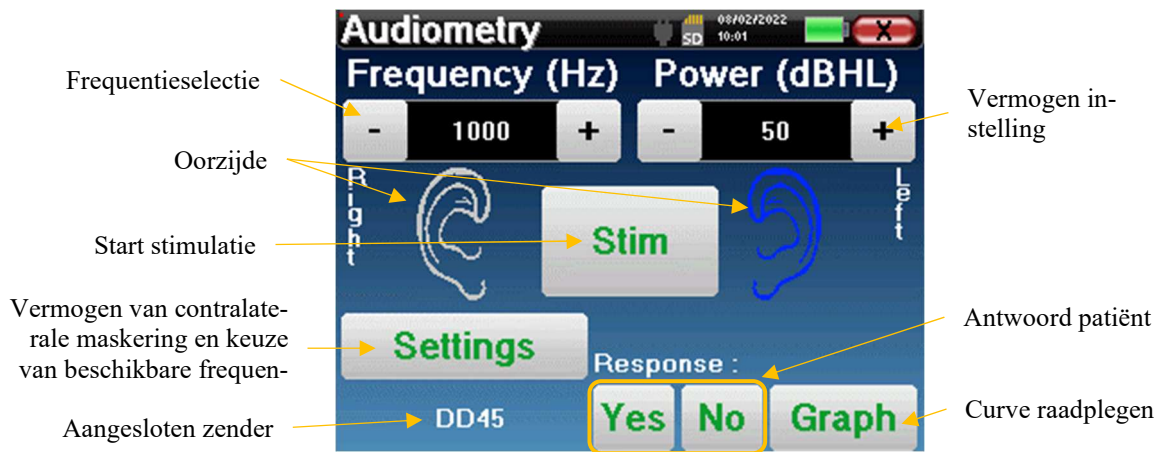 Audiometry
SD
08/02/2022
10:01
X
Frequency (Hz)
Power (dBHL)
Frequentieselectie
- 1000 +
- 50 +
Vermogen in-
stelling
Oorzijde
Right
Left
Start stimulatie
Stim
Vermogen van contralate-
rale maskering en keuze
van beschikbare frequen-
Settings
Antwoord patiënt
Response :
Aangesloten zender
DD45
Yes
No
Graph
Curve raadplegen